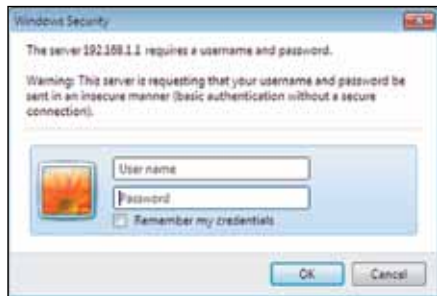 Windows Security
The server 192.168.1.1 requires a username and password.
Warning: This server is requesting that your username and password be
sent in an insecure manner (basic authentication without a secure
connection).
User name
Password
Remember my credentials
OK
Cancel